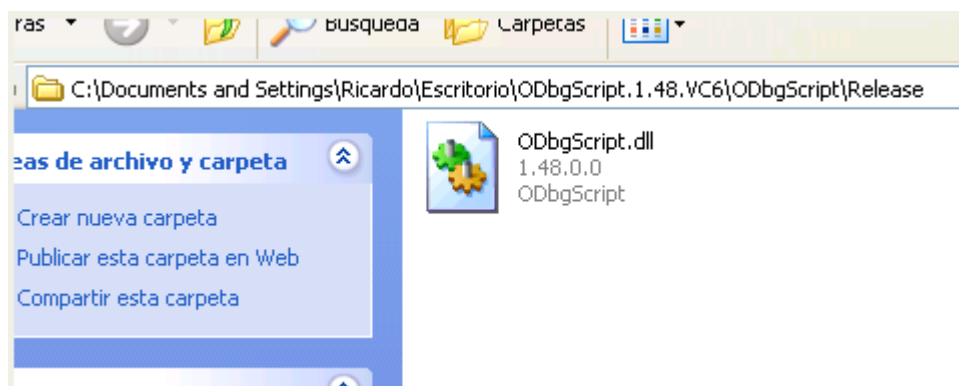 ras
Busqueda
Carpetas
C:\Documents and Settings\Ricardo\Escritorio\ODbgScript.1.48.VC6\ODbgScript\Release
eas de archivo y carpeta
Crear nueva carpeta
Publicar esta carpeta en Web
Compartir esta carpeta
ODbgScript.dll
1.48.0.0
ODbgScript